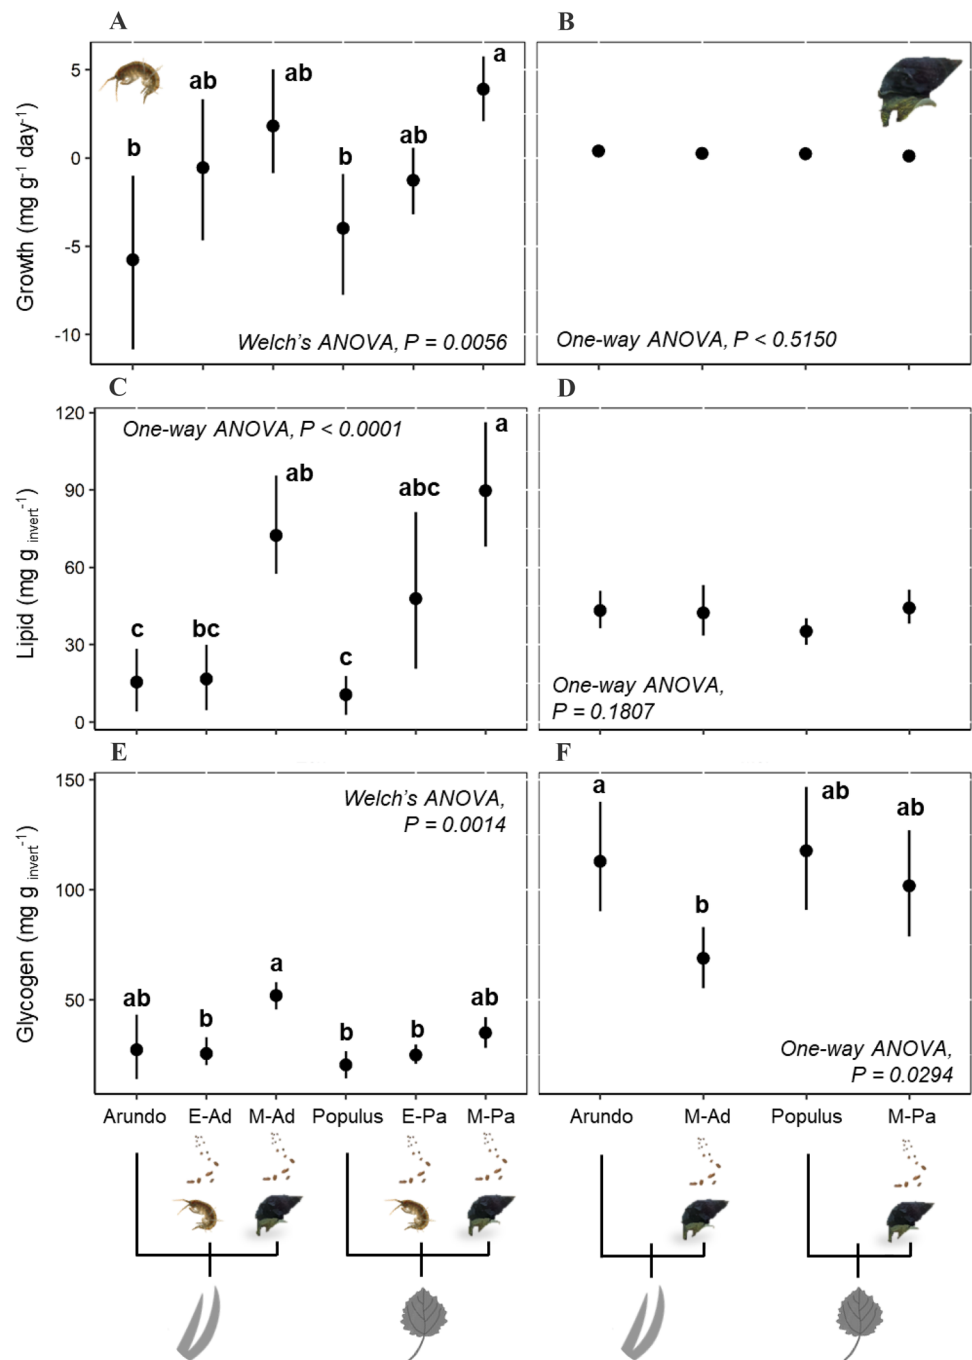 A
B
Growth (mg g⁻¹ day⁻¹)
5
0
-5
-10
b
ab
ab
b
ab
a
Welch's ANOVA, P = 0.0056
One-way ANOVA, P < 0.5150
C
D
Lipid (mg g invert⁻¹)
120
90
60
30
0
One-way ANOVA, P < 0.0001
c
bc
ab
c
abc
a
One-way ANOVA,
P = 0.1807
E
F
Glycogen (mg g invert⁻¹)
150
100
50
Welch's ANOVA,
P = 0.0014
ab
b
a
b
b
ab
a
b
ab
ab
One-way ANOVA,
P = 0.0294
Arundo E-Ad M-Ad Populus E-Pa M-Pa
Arundo M-Ad Populus M-Pa